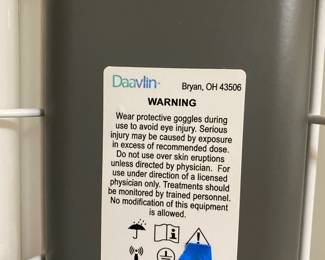 Daavlin
Bryan, OH 43506
WARNING
Wear protective goggles during
use to avoid eye injury. Serious
injury may be caused by exposure
in excess of recommended dose.
Do not use over skin eruptions
unless directed by physician. For
use under direction of a licensed
physician only. Treatments should
be monitored by trained personnel.
No modification of this equipment
is allowed.